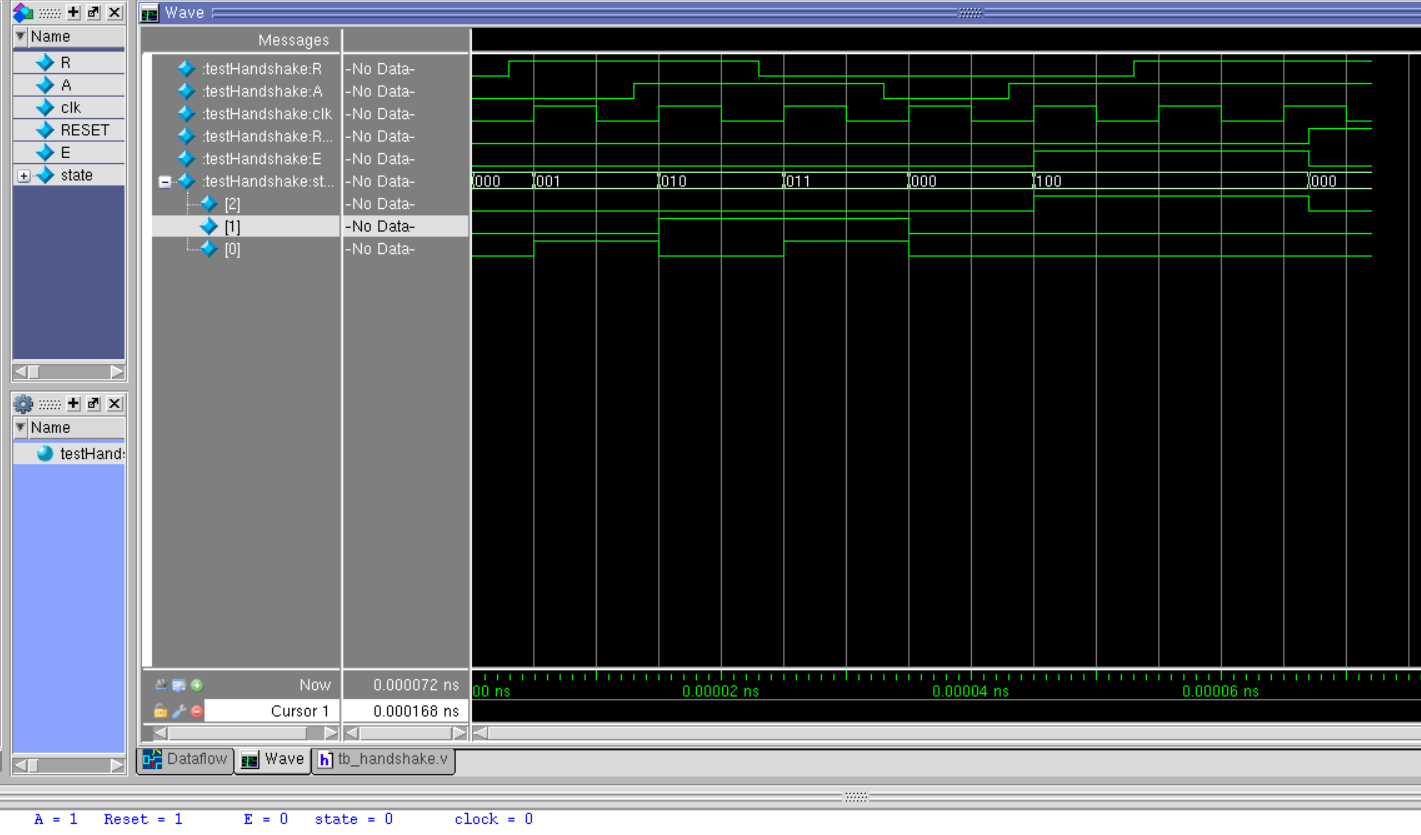 Wave
Name
Messages
R
:testHandshake:R -No Data-
A
:testHandshake:A -No Data-
clk
:testHandshake:clk -No Data-
RESET
:testHandshake:R... -No Data-
E
:testHandshake:E -No Data-
state
:testHandshake:st... -No Data- 000 001 010 011 000 100 000
[2] -No Data-
[1] -No Data-
[0] -No Data-
Name
testHand
Now 0.000072 ns 00 ns 0.00002 ns 0.00004 ns 0.00006 ns
Cursor 1 0.000168 ns
Dataflow Wave h tb_handshake.v
A = 1 Reset = 1 E = 0 state = 0 clock = 0